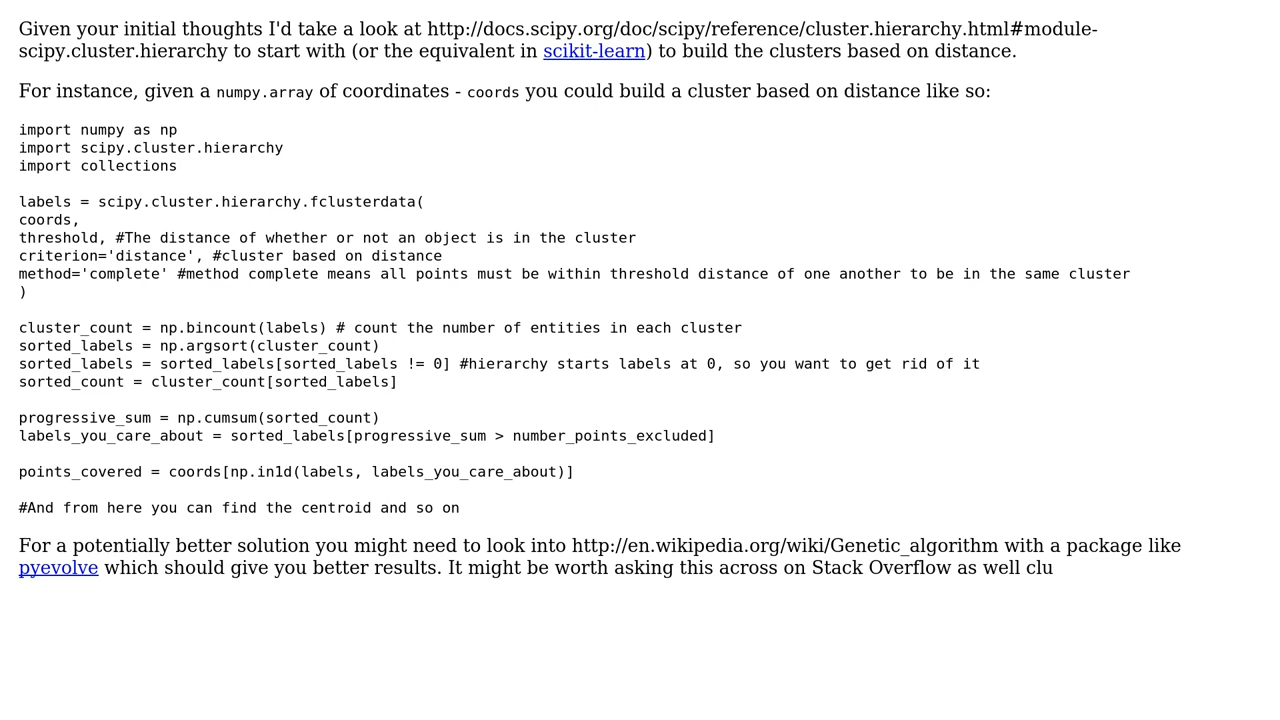 Given your initial thoughts I'd take a look at http://docs.scipy.org/doc/scipy/reference/cluster.hierarchy.html#module-
scipy.cluster.hierarchy to start with (or the equivalent in scikit-learn) to build the clusters based on distance.
For instance, given a numpy.array of coordinates - coords you could build a cluster based on distance like so:
import numpy as np
import scipy.cluster.hierarchy
import collections
labels = scipy.cluster.hierarchy.fclusterdata(
coords,
threshold, #The distance of whether or not an object is in the cluster
criterion='distance', #cluster based on distance
method='complete' #method complete means all points must be within threshold distance of one another to be in the same cluster
)
cluster_count = np.bincount(labels) # count the number of entities in each cluster
sorted_labels = np.argsort(cluster_count)
sorted_labels = sorted_labels[sorted_labels != 0] #hierarchy starts labels at 0, so you want to get rid of it
sorted_count = cluster_count[sorted_labels]
progressive_sum = np.cumsum(sorted_count)
labels_you_care_about = sorted_labels[progressive_sum > number_points_excluded]
points_covered = coords[np.in1d(labels, labels_you_care_about)]
#And from here you can find the centroid and so on
For a potentially better solution you might need to look into http://en.wikipedia.org/wiki/Genetic_algorithm with a package like
pyevolve which should give you better results. It might be worth asking this across on Stack Overflow as well clu